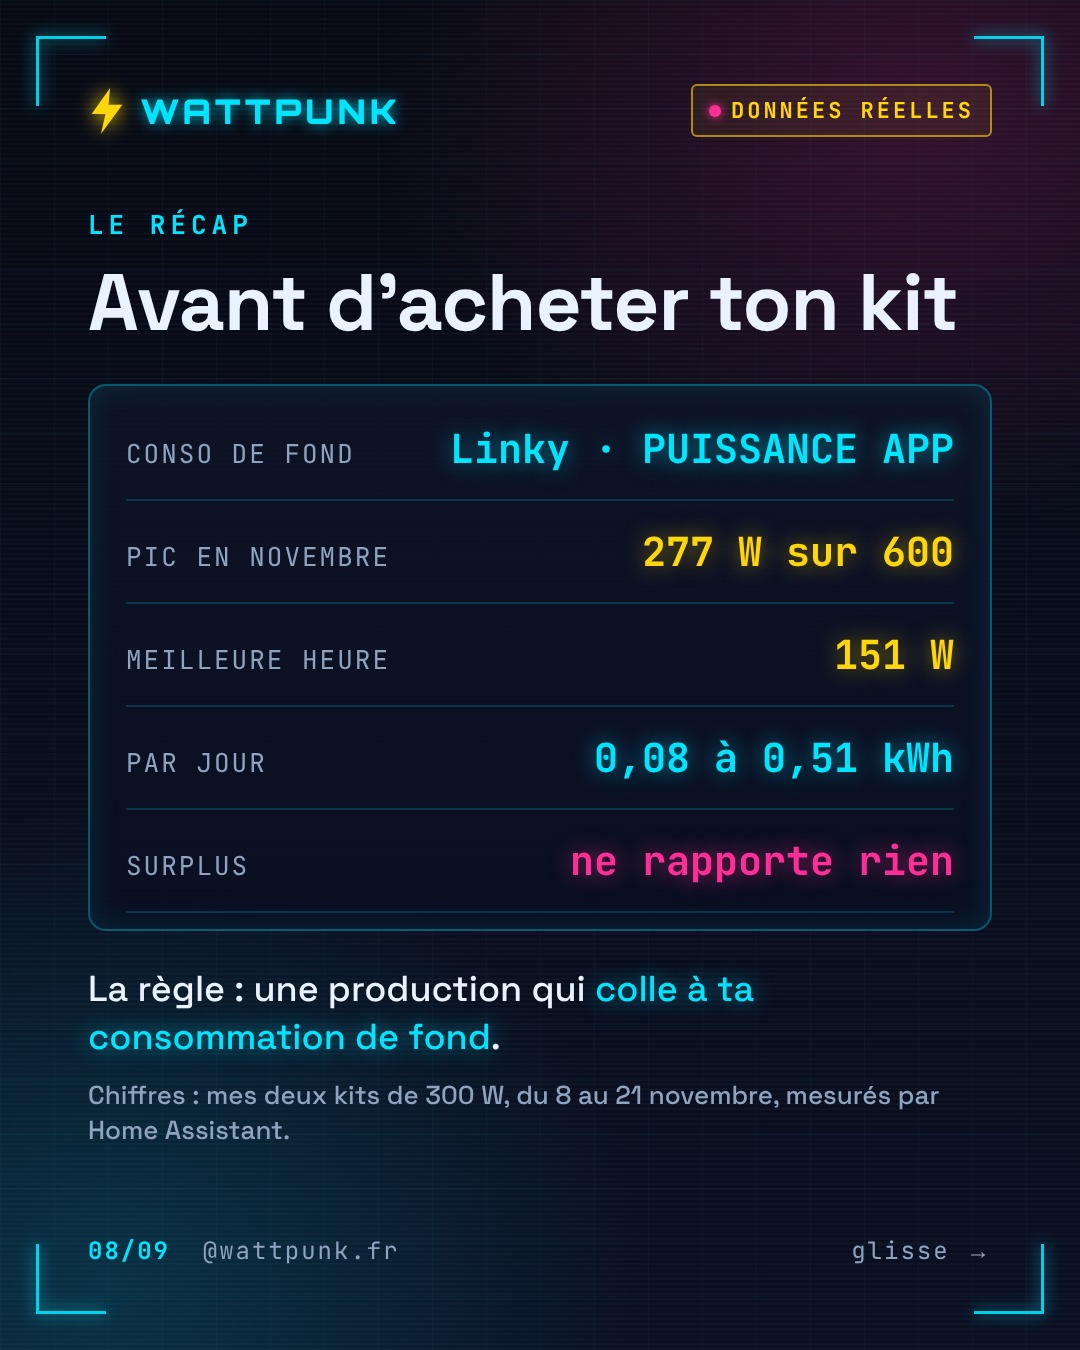 WATTPUNK
DONNÉES RÉELLES
LE RÉCAP
Avant d’acheter ton kit
CONSO DE FOND Linky · PUISSANCE APP
PIC EN NOVEMBRE 277 W sur 600
MEILLEURE HEURE 151 W
PAR JOUR 0,08 à 0,51 kWh
SURPLUS ne rapporte rien
La règle : une production qui colle à ta
consommation de fond.
Chiffres : mes deux kits de 300 W, du 8 au 21 novembre, mesurés par
Home Assistant.
08/09 @wattpunk.fr glisse →